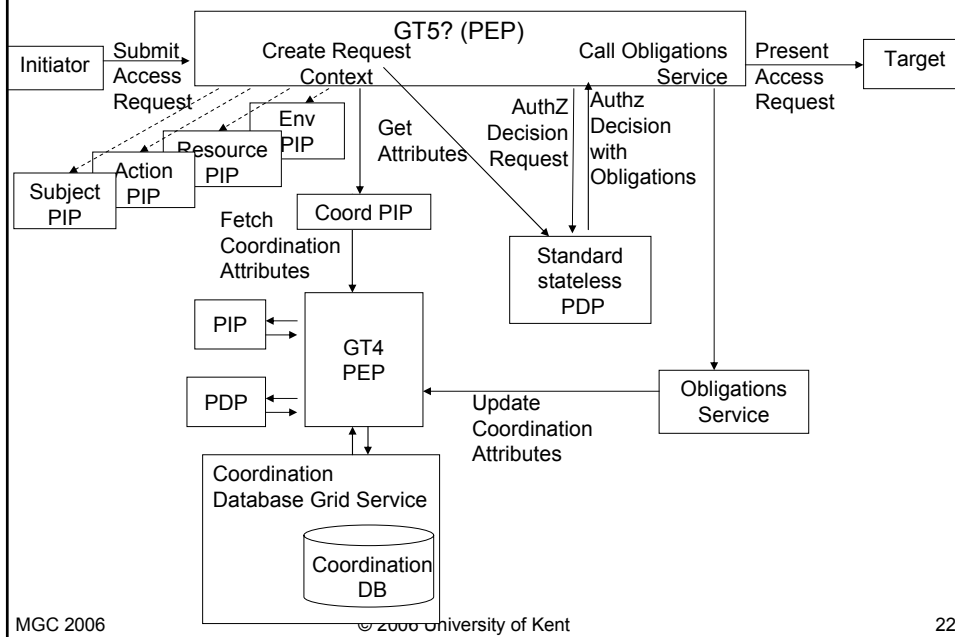 GT5? (PEP)
Initiator
Submit
Access
Request
Create Request
Context
Call Obligations
Service
Present
Access
Request
Target
Env
PIP
Resource
PIP
Action
PIP
Subject
PIP
Get
Attributes
AuthZ
Decision
Request
Authz
Decision
with
Obligations
Coord PIP
Fetch
Coordination
Attributes
Standard
stateless
PDP
PIP
GT4
PEP
PDP
Update
Coordination
Attributes
Obligations
Service
Coordination
Database Grid Service
Coordination
DB
MGC 2006
© 2006 University of Kent
22